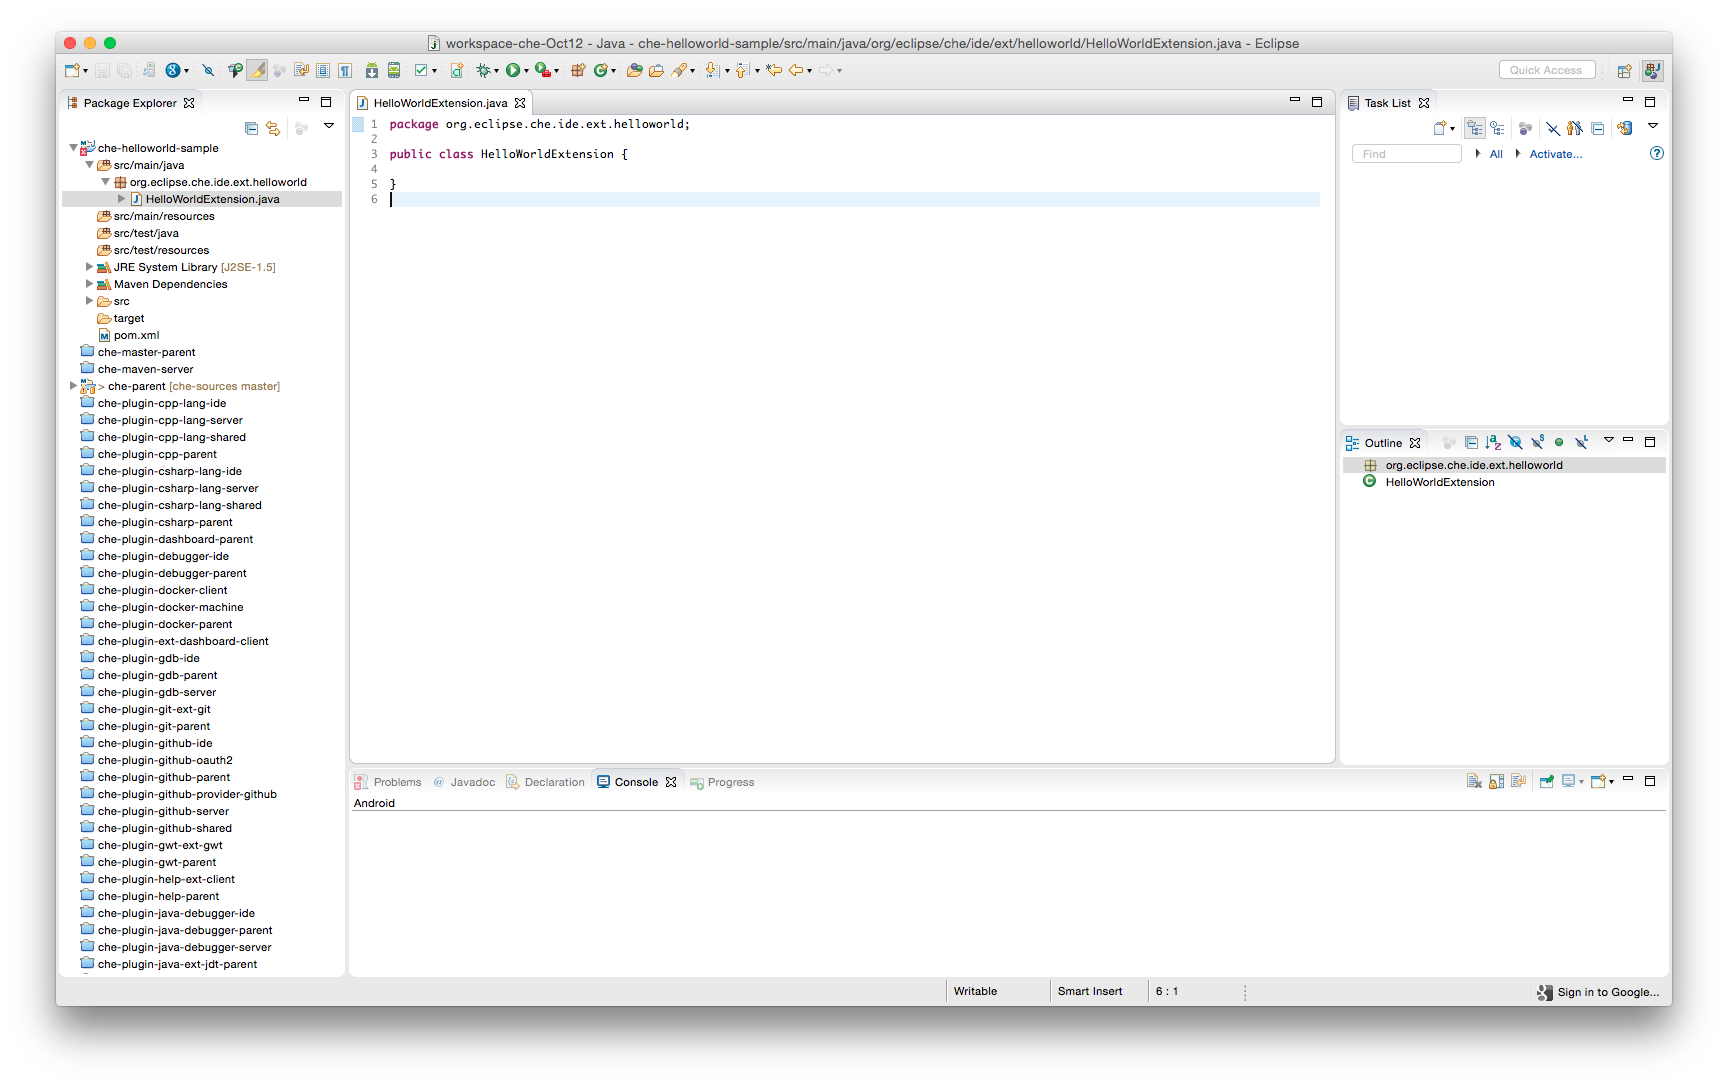 workspace-che-Oct12 - Java - che-helloworld-sample/src/main/java/org/eclipse/che/ide/ext/helloworld/HelloWorldExtension.java - Eclipse
Quick Access
Package Explorer
che-helloworld-sample
src/main/java
org.eclipse.che.ide.ext.helloworld
HelloWorldExtension.java
src/main/resources
src/test/java
src/test/resources
JRE System Library [J2SE-1.5]
Maven Dependencies
src
target
pom.xml
che-master-parent
che-maven-server
> che-parent [che-sources master]
che-plugin-cpp-lang-ide
che-plugin-cpp-lang-server
che-plugin-cpp-lang-shared
che-plugin-cpp-parent
che-plugin-csharp-lang-ide
che-plugin-csharp-lang-server
che-plugin-csharp-lang-shared
che-plugin-csharp-parent
che-plugin-dashboard-parent
che-plugin-debugger-ide
che-plugin-debugger-parent
che-plugin-docker-client
che-plugin-docker-machine
che-plugin-docker-parent
che-plugin-ext-dashboard-client
che-plugin-gdb-ide
che-plugin-gdb-parent
che-plugin-gdb-server
che-plugin-git-ext-git
che-plugin-git-parent
che-plugin-github-ide
che-plugin-github-oauth2
che-plugin-github-parent
che-plugin-github-provider-github
che-plugin-github-server
che-plugin-github-shared
che-plugin-gwt-ext-gwt
che-plugin-gwt-parent
che-plugin-help-ext-client
che-plugin-help-parent
che-plugin-java-debugger-ide
che-plugin-java-debugger-parent
che-plugin-java-debugger-server
che-plugin-java-ext-jdt-parent
HelloWorldExtension.java
1 package org.eclipse.che.ide.ext.helloworld;
2
3 public class HelloWorldExtension {
4
5 }
6
Task List
Find
All
Activate...
Outline
org.eclipse.che.ide.ext.helloworld
HelloWorldExtension
Problems @ Javadoc Declaration Console Progress
Android
Writable
Smart Insert
6 : 1
Sign in to Google...